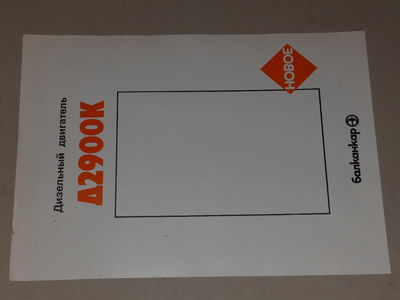 Дизельный двигатель
Д2900К
НОВОЕ
балканкар